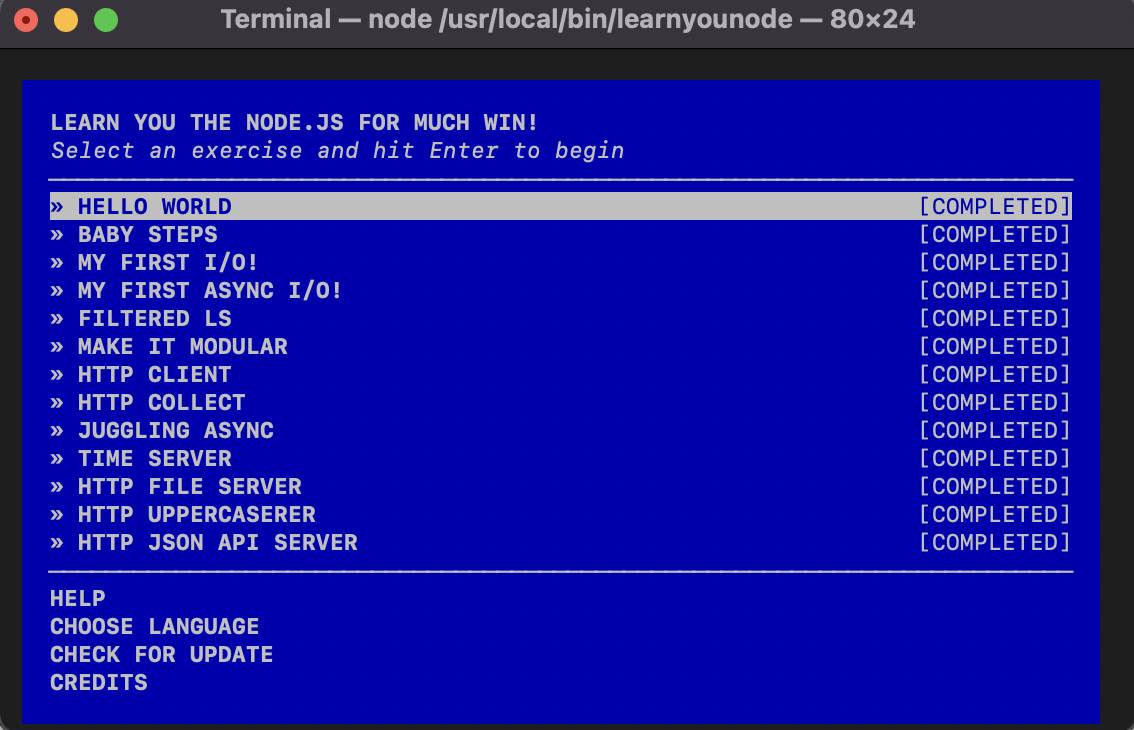 Terminal — node /usr/local/bin/learnyounode — 80×24
LEARN YOU THE NODE.JS FOR MUCH WIN!
Select an exercise and hit Enter to begin
» HELLO WORLD [COMPLETED]
» BABY STEPS [COMPLETED]
» MY FIRST I/O! [COMPLETED]
» MY FIRST ASYNC I/O! [COMPLETED]
» FILTERED LS [COMPLETED]
» MAKE IT MODULAR [COMPLETED]
» HTTP CLIENT [COMPLETED]
» HTTP COLLECT [COMPLETED]
» JUGGLING ASYNC [COMPLETED]
» TIME SERVER [COMPLETED]
» HTTP FILE SERVER [COMPLETED]
» HTTP UPPERCASERER [COMPLETED]
» HTTP JSON API SERVER [COMPLETED]
HELP
CHOOSE LANGUAGE
CHECK FOR UPDATE
CREDITS